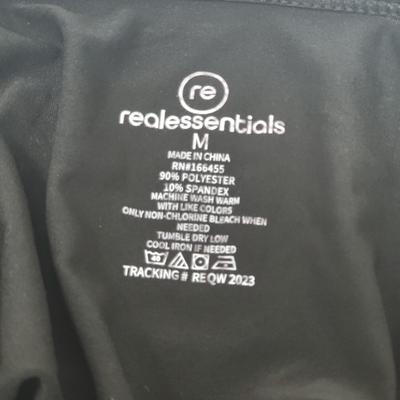 re
realessentials
M
MADE IN CHINA
RN#166455
90% POLYESTER
10% SPANDEX
MACHINE WASH WARM
WITH LIKE COLORS
ONLY NON-CHLORINE BLEACH WHEN
NEEDED
TUMBLE DRY LOW
COOL IRON IF NEEDED
TRACKING# REQW 2023